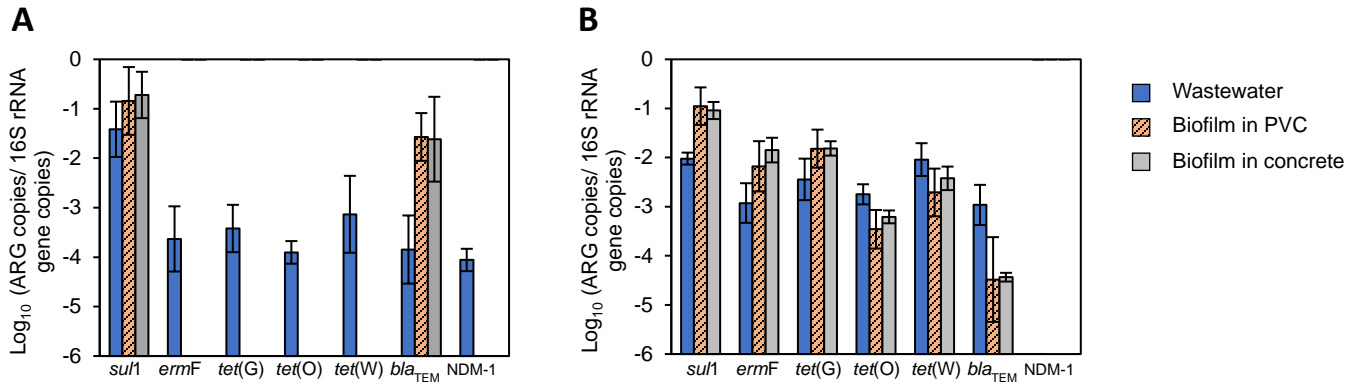 A
Log10 (ARG copies/ 16S rRNA
gene copies)
0
-1
-2
-3
-4
-5
-6
sul1 ermF tet(G) tet(O) tet(W) blaTEM NDM-1
B
Log10 (ARG copies/ 16S rRNA
gene copies)
0
-1
-2
-3
-4
-5
-6
sul1 ermF tet(G) tet(O) tet(W) blaTEM NDM-1
Wastewater
Biofilm in PVC
Biofilm in concrete